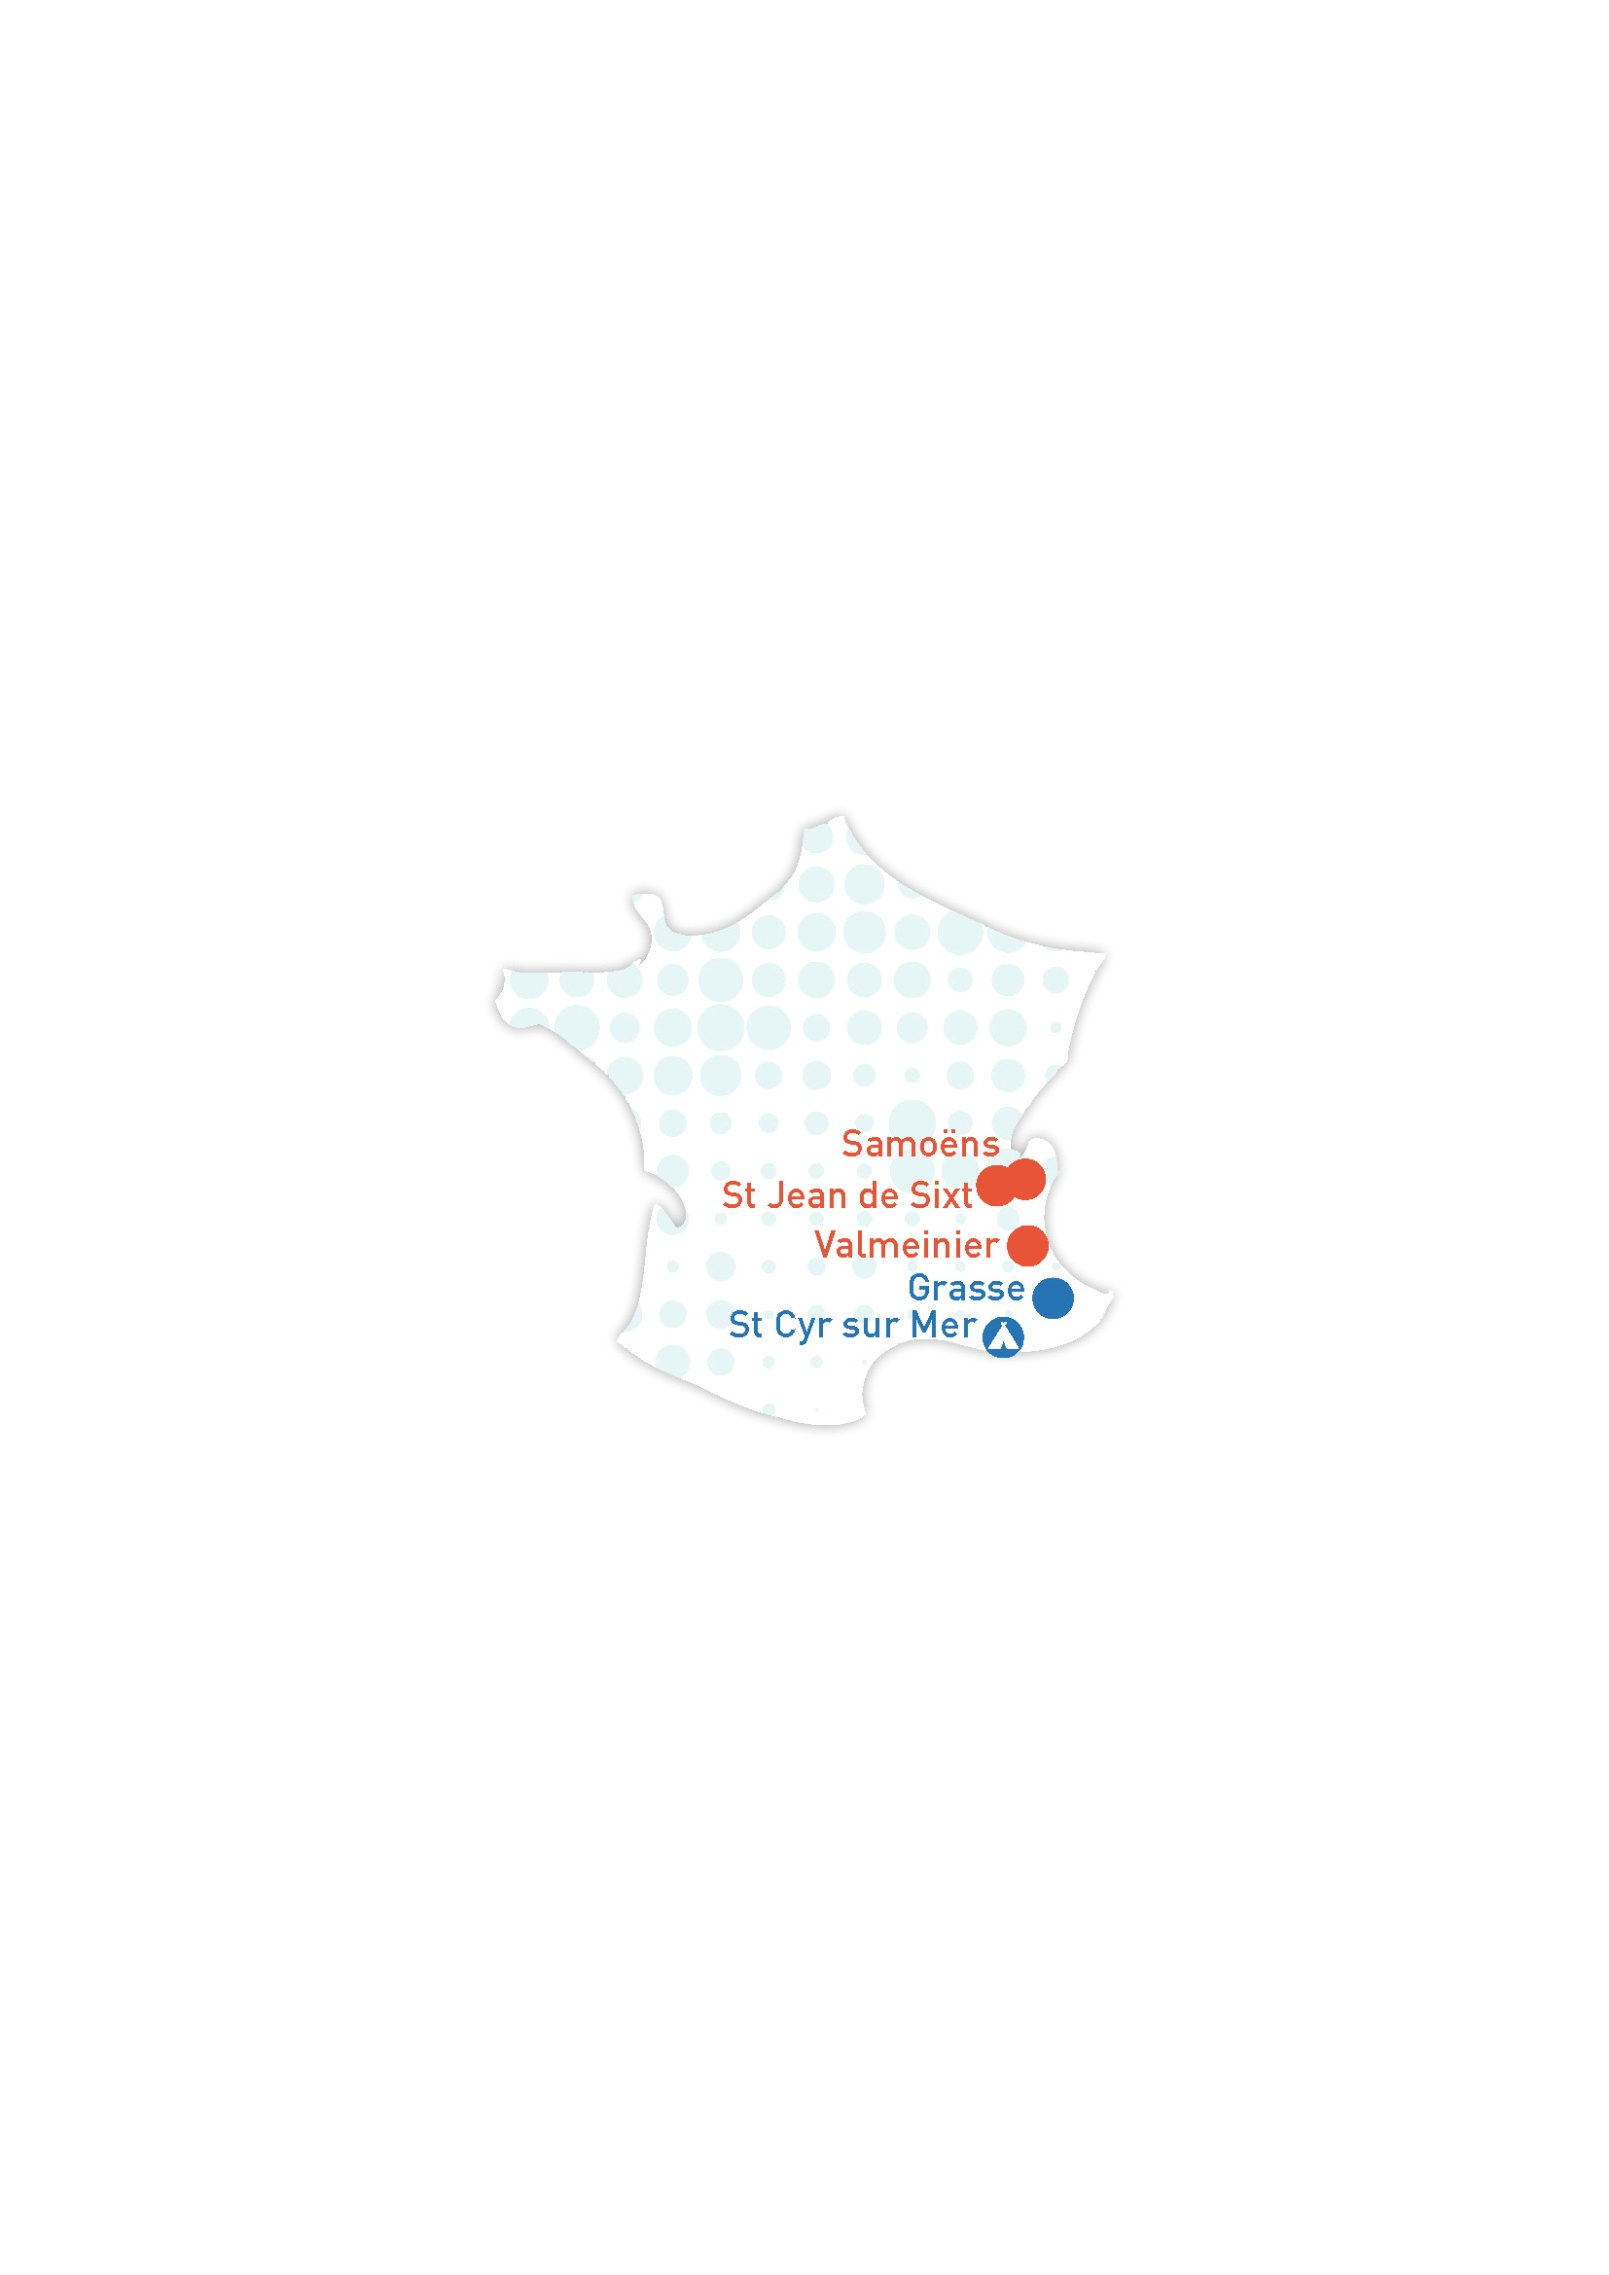 Samoëns
St Jean de Sixt
Valmeinier
Grasse
St Cyr sur Mer